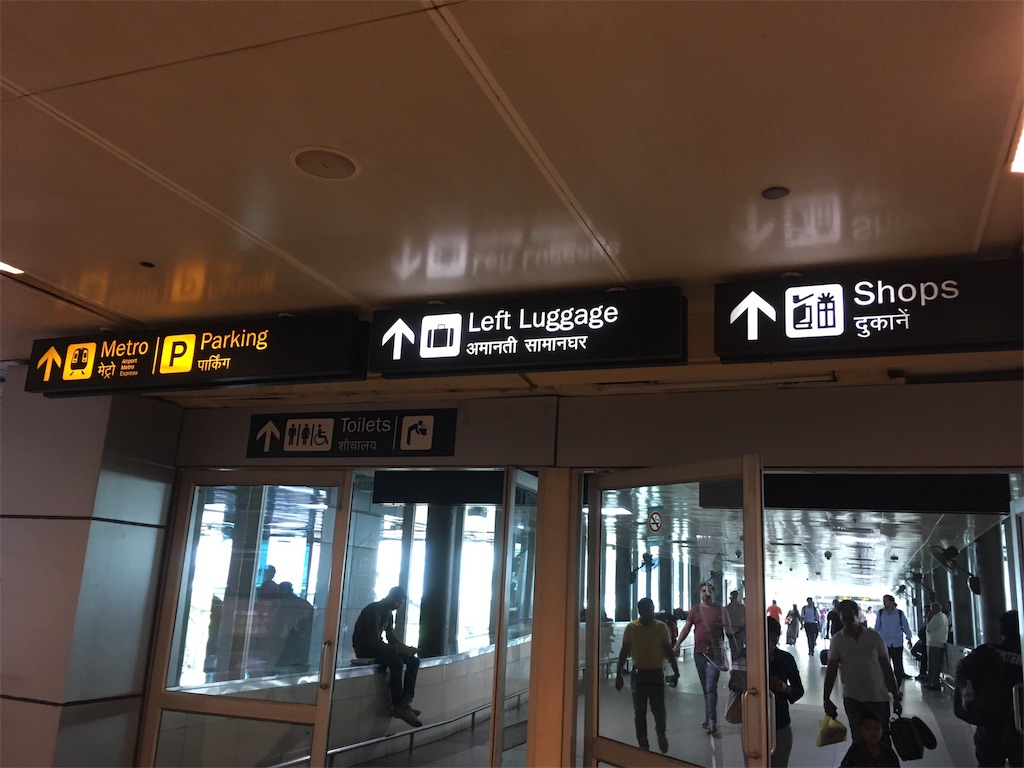 Metro
मेट्रो
Airport
Metro
Express
P
Parking
पार्किंग
Left Luggage
अमानती सामानघर
Shops
दुकानें
Toilets
शौचालय